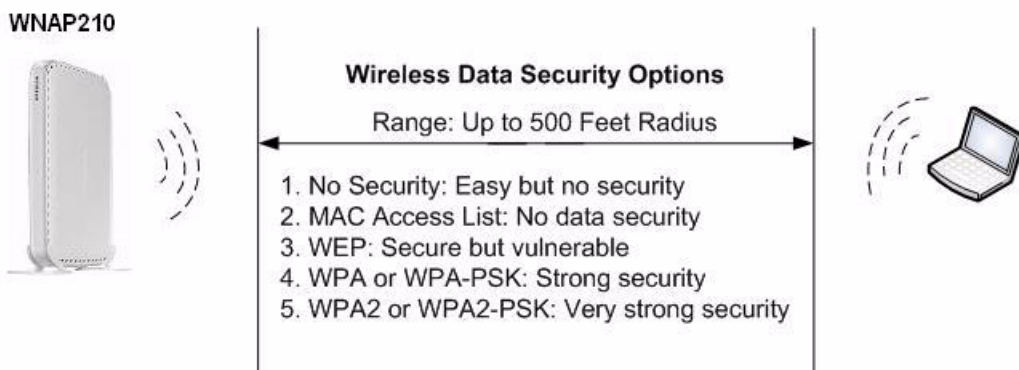 WNAP210
Wireless Data Security Options
Range: Up to 500 Feet Radius
1. No Security: Easy but no security
2. MAC Access List: No data security
3. WEP: Secure but vulnerable
4. WPA or WPA-PSK: Strong security
5. WPA2 or WPA2-PSK: Very strong security